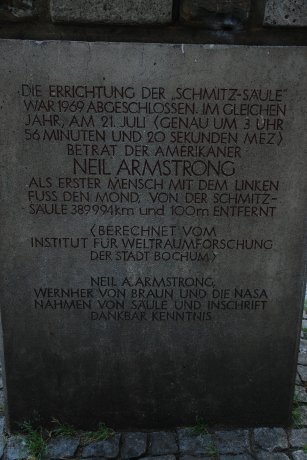 DIE ERRICHTUNG DER „SCHMITZ-SÄULE"
WAR 1969 ABGESCHLOSSEN. IM GLEICHEN
JAHR, AM 21. JULI (GENAU UM 3 UHR
56 MINUTEN UND 20 SEKUNDEN MEZ)
BETRAT DER AMERIKANER
NEIL ARMSTRONG
ALS ERSTER MENSCH MIT DEM LINKEN
FUSS DEN MOND, VON DER SCHMITZ-
SÄULE 389994km und 100m ENTFERNT
(BERECHNET VOM
INSTITUT FÜR WELTRAUMFORSCHUNG
DER STADT BOCHUM)
NEIL A. ARMSTRONG,
WERNHER VON BRAUN UND DIE NASA
NAHMEN VON SÄULE UND INSCHRIFT
DANKBAR KENNTNIS.